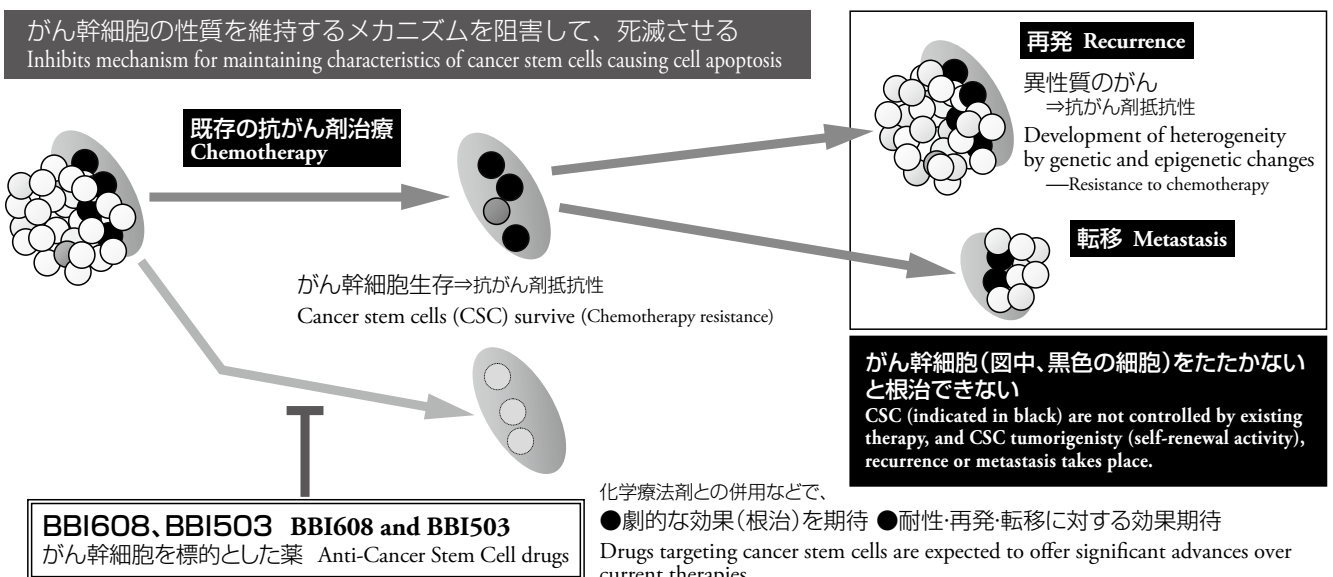 がん幹細胞の性質を維持するメカニズムを阻害して、死滅させる
Inhibits mechanism for maintaining characteristics of cancer stem cells causing cell apoptosis
既存の抗がん剤治療
Chemotherapy
がん幹細胞生存⇒抗がん剤抵抗性
Cancer stem cells (CSC) survive (Chemotherapy resistance)
再発 Recurrence
異性質のがん
⇒抗がん剤抵抗性
Development of heterogeneity
by genetic and epigenetic changes
—Resistance to chemotherapy
転移 Metastasis
がん幹細胞(図中、黒色の細胞)をたたかない
と根治できない
CSC (indicated in black) are not controlled by existing
therapy, and CSC tumorigenisty (self-renewal activity),
recurrence or metastasis takes place.
BBI608、BBI503 BBI608 and BBI503
がん幹細胞を標的とした薬 Anti-Cancer Stem Cell drugs
化学療法剤との併用などで、
●劇的な効果(根治)を期待 ●耐性・再発・転移に対する効果期待
Drugs targeting cancer stem cells are expected to offer significant advances over
current therapies